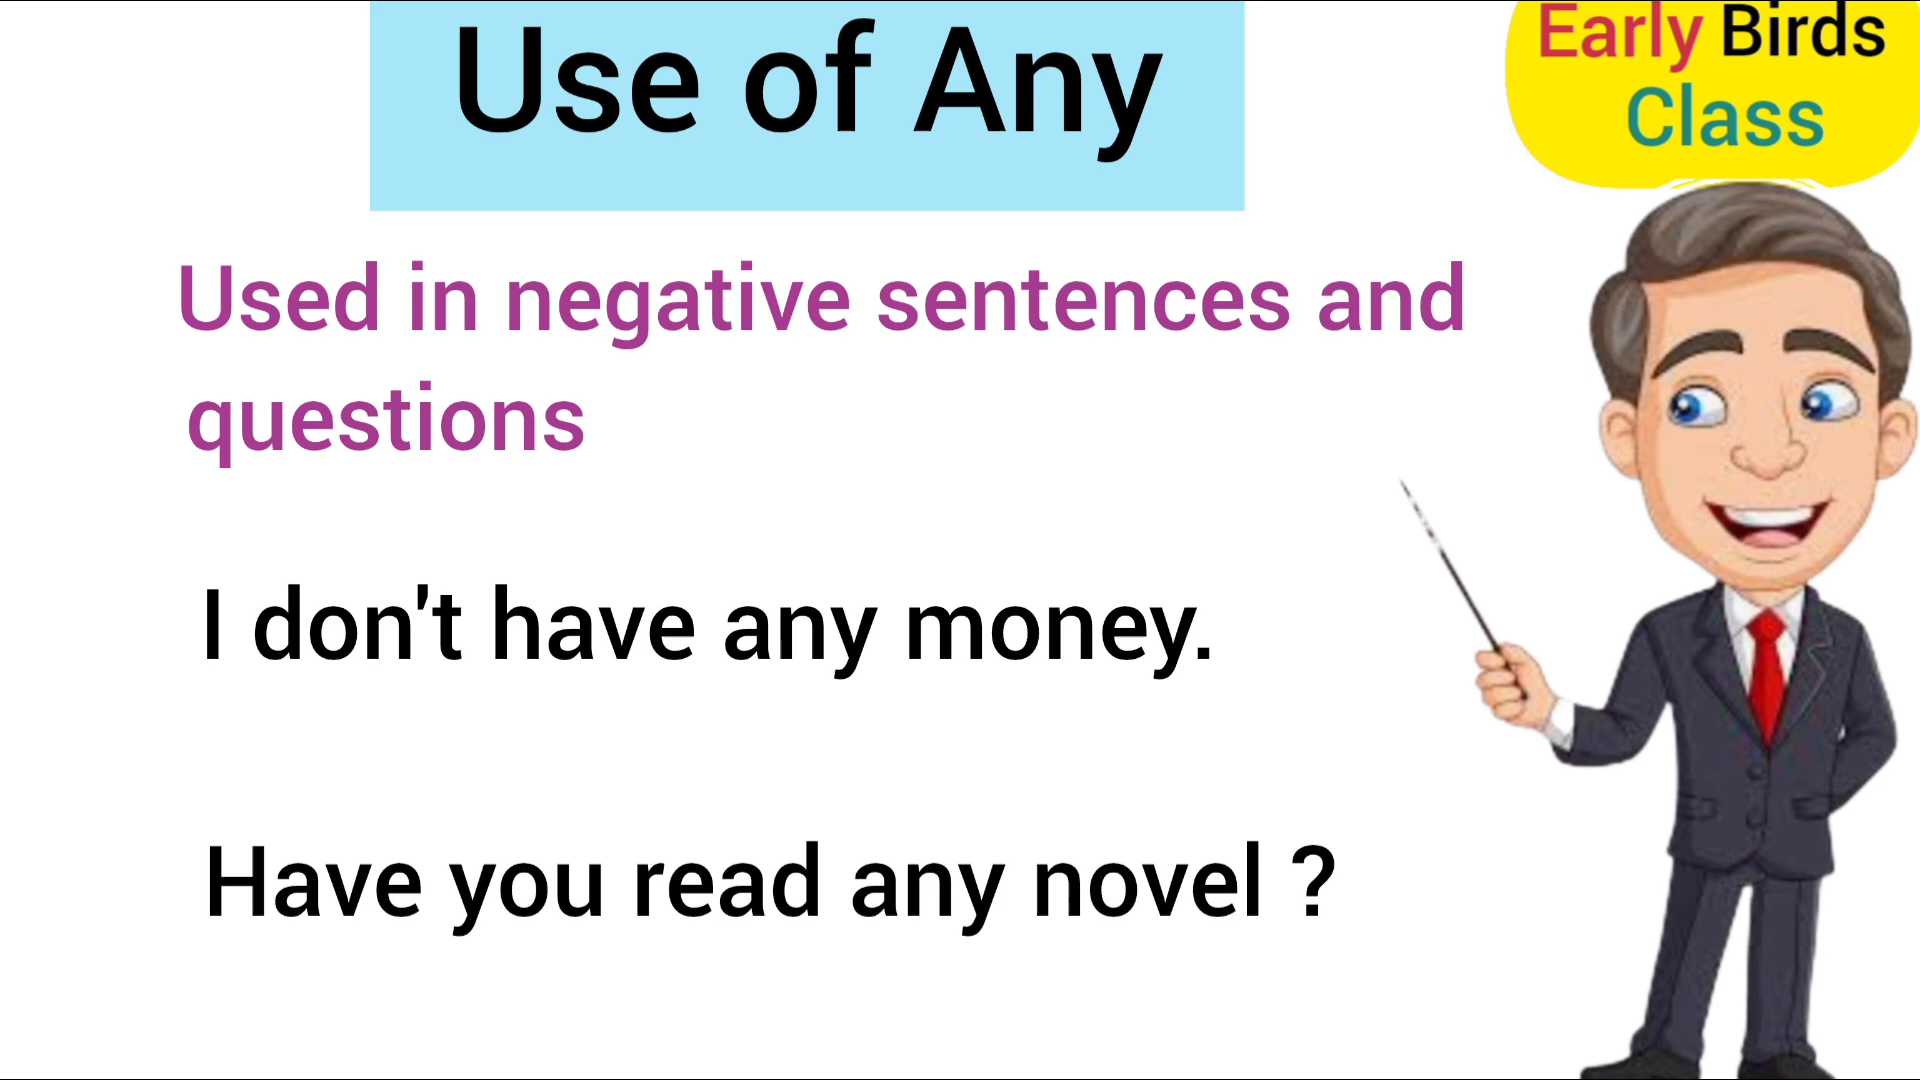 Use of Any
Early Birds
Class
Used in negative sentences and
questions
I don't have any money.
Have you read any novel ?